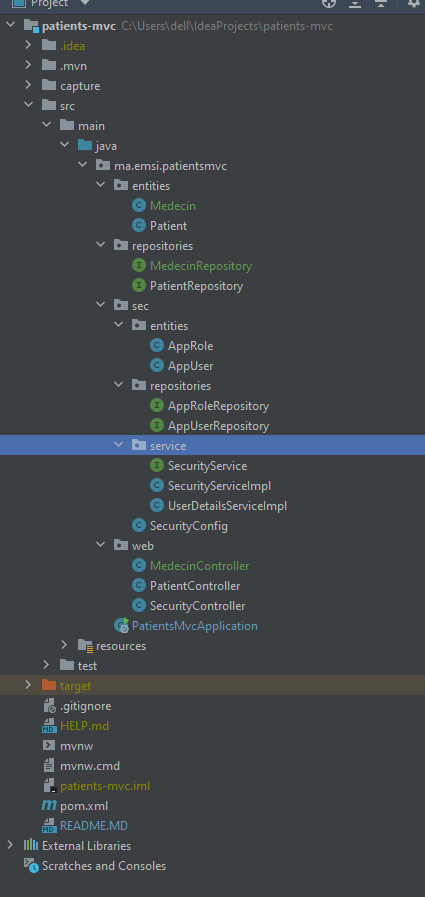 Project
patients-mvc C:\Users\dell\IdeaProjects\patients-mvc
.idea
.mvn
capture
src
main
java
ma.emsi.patientsmvc
entities
Medecin
Patient
repositories
MedecinRepository
PatientRepository
sec
entities
AppRole
AppUser
repositories
AppRoleRepository
AppUserRepository
service
SecurityService
SecurityServiceImpl
UserDetailsServiceImpl
SecurityConfig
web
MedecinController
PatientController
SecurityController
PatientsMvcApplication
resources
test
target
.gitignore
HELP.md
mvnw
mvnw.cmd
patients-mvc.iml
pom.xml
README.MD
External Libraries
Scratches and Consoles